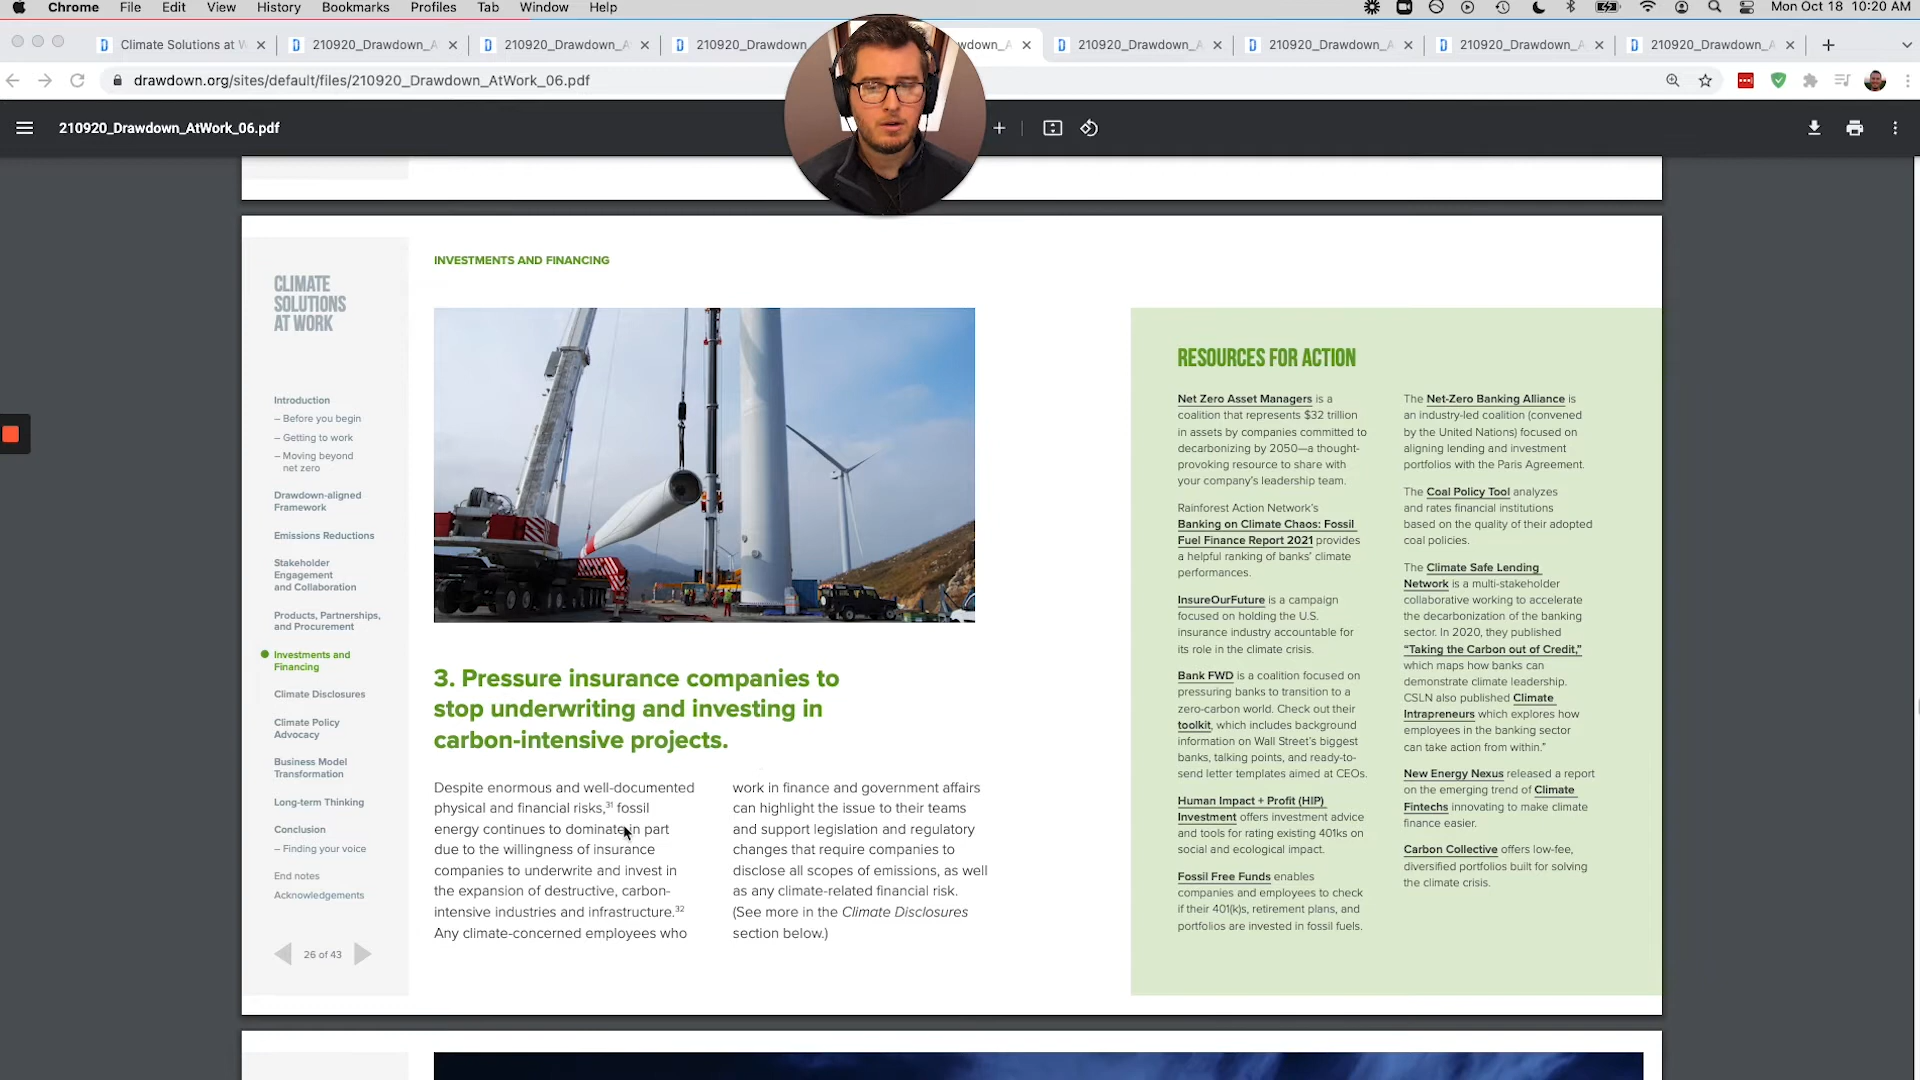 Chrome File Edit View History Bookmarks Profiles Tab Window Help Mon Oct 18 10:20 AM
Climate Solutions at W 210920_Drawdown_A 210920_Drawdown_A 210920_Drawdown 210920_Drawdown_A 210920_Drawdown_A 210920_Drawdown_A 210920_Drawdown_A
drawdown.org/sites/default/files/210920_Drawdown_AtWork_06.pdf
210920_Drawdown_AtWork_06.pdf
CLIMATE
SOLUTIONS
AT WORK
Introduction
– Before you begin
– Getting to work
– Moving beyond
net zero
Drawdown-aligned
Framework
Emissions Reductions
Stakeholder
Engagement
and Collaboration
Products, Partnerships,
and Procurement
Investments and
Financing
Climate Disclosures
Climate Policy
Advocacy
Business Model
Transformation
Long-term Thinking
Conclusion
– Finding your voice
End notes
Acknowledgements
26 of 43
INVESTMENTS AND FINANCING
3. Pressure insurance companies to
stop underwriting and investing in
carbon-intensive projects.
Despite enormous and well-documented
physical and financial risks,31 fossil
energy continues to dominate in part
due to the willingness of insurance
companies to underwrite and invest in
the expansion of destructive, carbon-
intensive industries and infrastructure.32
Any climate-concerned employees who
work in finance and government affairs
can highlight the issue to their teams
and support legislation and regulatory
changes that require companies to
disclose all scopes of emissions, as well
as any climate-related financial risk.
(See more in the Climate Disclosures
section below.)
RESOURCES FOR ACTION
Net Zero Asset Managers is a
coalition that represents $32 trillion
in assets by companies committed to
decarbonizing by 2050—a thought-
provoking resource to share with
your company's leadership team.
Rainforest Action Network's
Banking on Climate Chaos: Fossil
Fuel Finance Report 2021 provides
a helpful ranking of banks' climate
performances.
InsureOurFuture is a campaign
focused on holding the U.S.
insurance industry accountable for
its role in the climate crisis.
Bank FWD is a coalition focused on
pressuring banks to transition to a
zero-carbon world. Check out their
toolkit, which includes background
information on Wall Street's biggest
banks, talking points, and ready-to-
send letter templates aimed at CEOs.
Human Impact + Profit (HIP)
Investment offers investment advice
and tools for rating existing 401ks on
social and ecological impact.
Fossil Free Funds enables
companies and employees to check
if their 401(k)s, retirement plans, and
portfolios are invested in fossil fuels.
The Net-Zero Banking Alliance is
an industry-led coalition (convened
by the United Nations) focused on
aligning lending and investment
portfolios with the Paris Agreement.
The Coal Policy Tool analyzes
and rates financial institutions
based on the quality of their adopted
coal policies.
The Climate Safe Lending
Network is a multi-stakeholder
collaborative working to accelerate
the decarbonization of the banking
sector. In 2020, they published
"Taking the Carbon out of Credit,"
which maps how banks can
demonstrate climate leadership.
CSLN also published Climate
Intrapreneurs which explores how
employees in the banking sector
can take action from within."
New Energy Nexus released a report
on the emerging trend of Climate
Fintechs innovating to make climate
finance easier.
Carbon Collective offers low-fee,
diversified portfolios built for solving
the climate crisis.